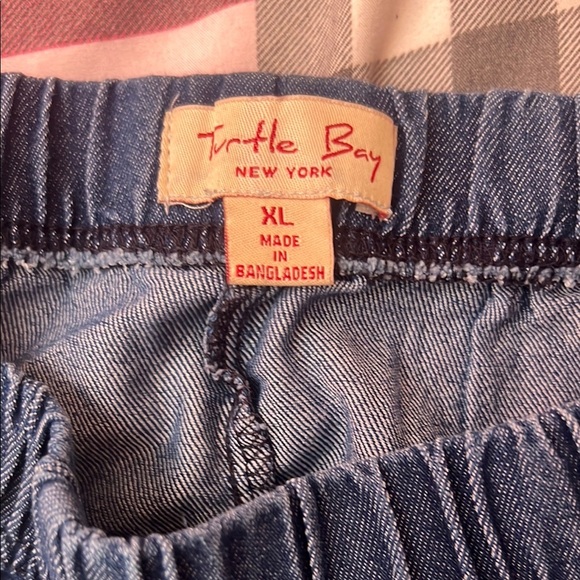 Turtle Bay
NEW YORK
XL
MADE
IN
BANGLADESH